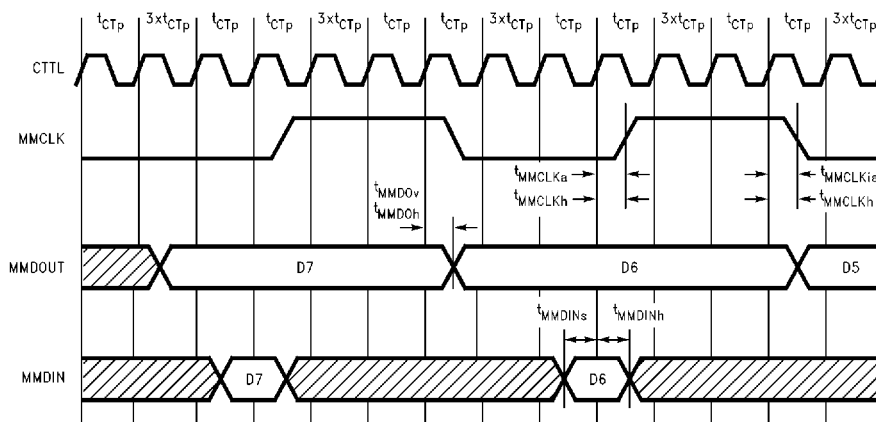 tCTp 3xtCTp tCTp tCTp 3xtCTp tCTp tCTp 3xtCTp tCTp tCTp 3xtCTp tCTp tCTp 3xtCTp
CTTL
MMCLK
tMMCLKa tMMCLKia
tMMDOv
tMMCLKh tMMCLKh
tMMDOh
MMDOUT D7 D6 D5
tMMDINs tMMDINh
MMDIN D7 D6